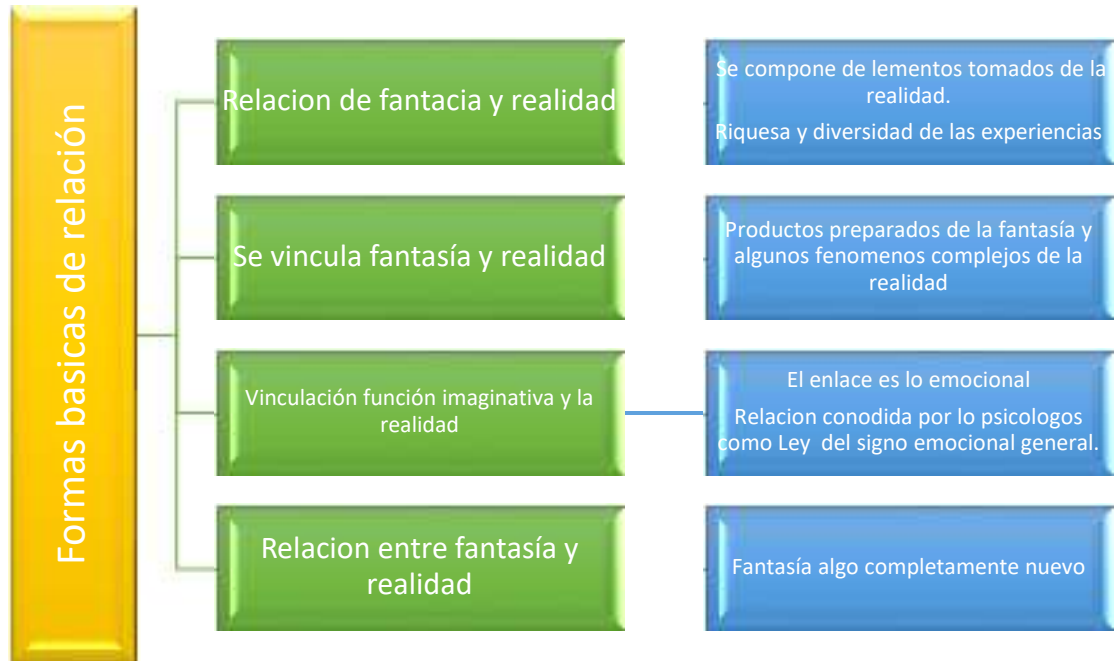 Formas basicas de relación
Relacion de fantacia y realidad
Se compone de lementos tomados de la
realidad.
Riquesa y diversidad de las experiencias
Se vincula fantasía y realidad
Productos preparados de la fantasía y
algunos fenomenos complejos de la
realidad
Vinculación función imaginativa y la
realidad
El enlace es lo emocional
Relacion conodida por lo psicologos
como Ley del signo emocional general.
Relacion entre fantasía y
realidad
Fantasía algo completamente nuevo